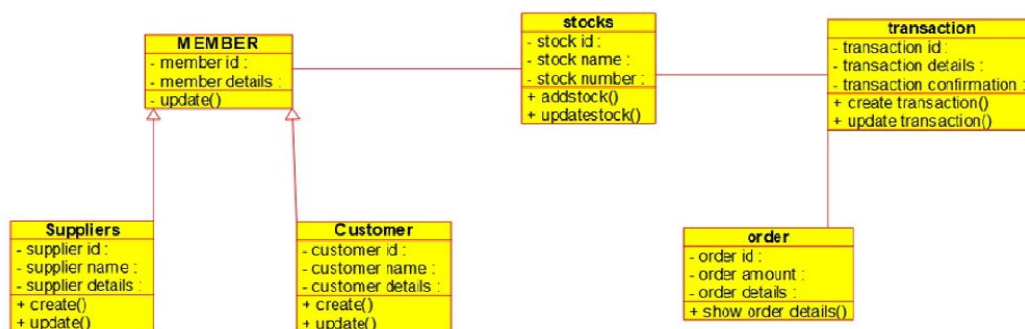 MEMBER
- member id :
- member details :
- update()
stocks
- stock id :
- stock name :
- stock number :
+ addstock()
+ updatestock()
transaction
- transaction id :
- transaction details :
- transaction confirmation :
+ create transaction()
+ update transaction()
Suppliers
- supplier id :
- supplier name :
- supplier details :
+ create()
+ update()
Customer
- customer id :
- customer name :
- customer details :
+ create()
+ update()
order
- order id :
- order amount :
- order details :
+ show order details()